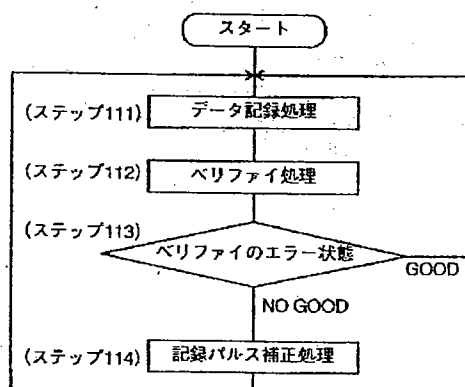 スタート
(ステップ111)
データ記録処理
(ステップ112)
ベリファイ処理
(ステップ113)
ベリファイのエラー状態
GOOD
NO GOOD
(ステップ114)
記録パルス補正処理